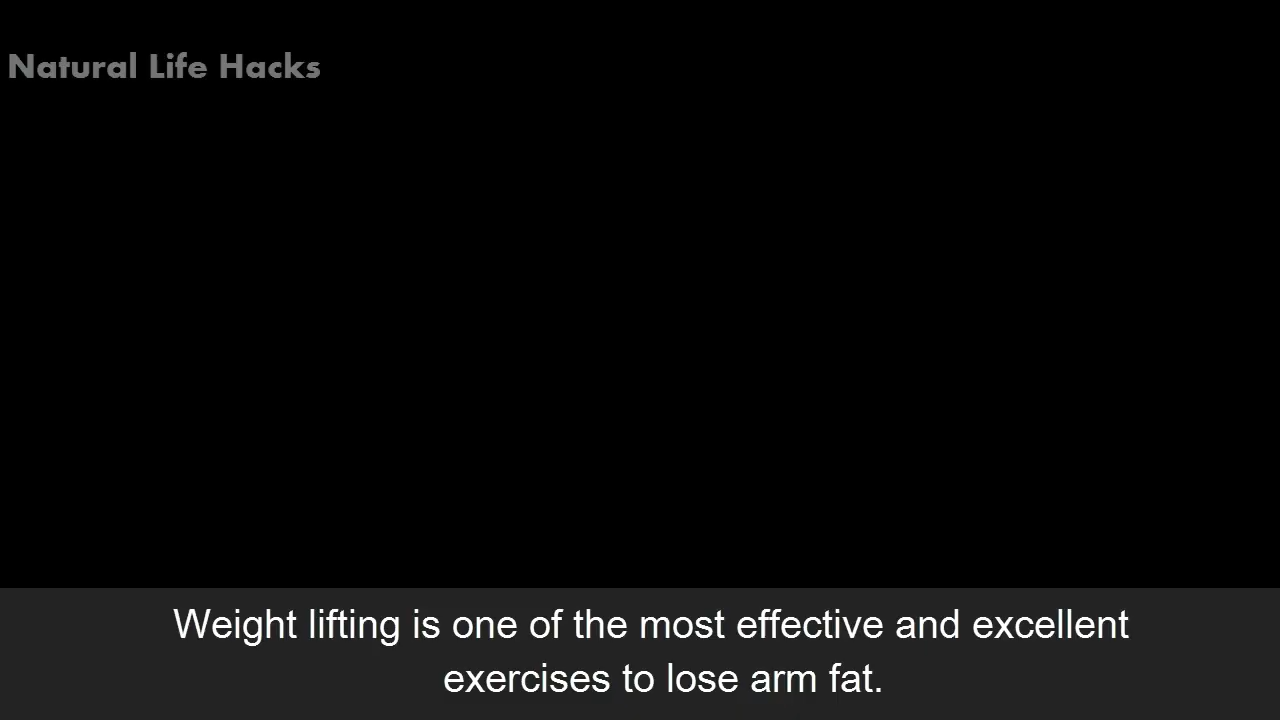 Natural Life Hacks
Weight lifting is one of the most effective and excellent
exercises to lose arm fat.